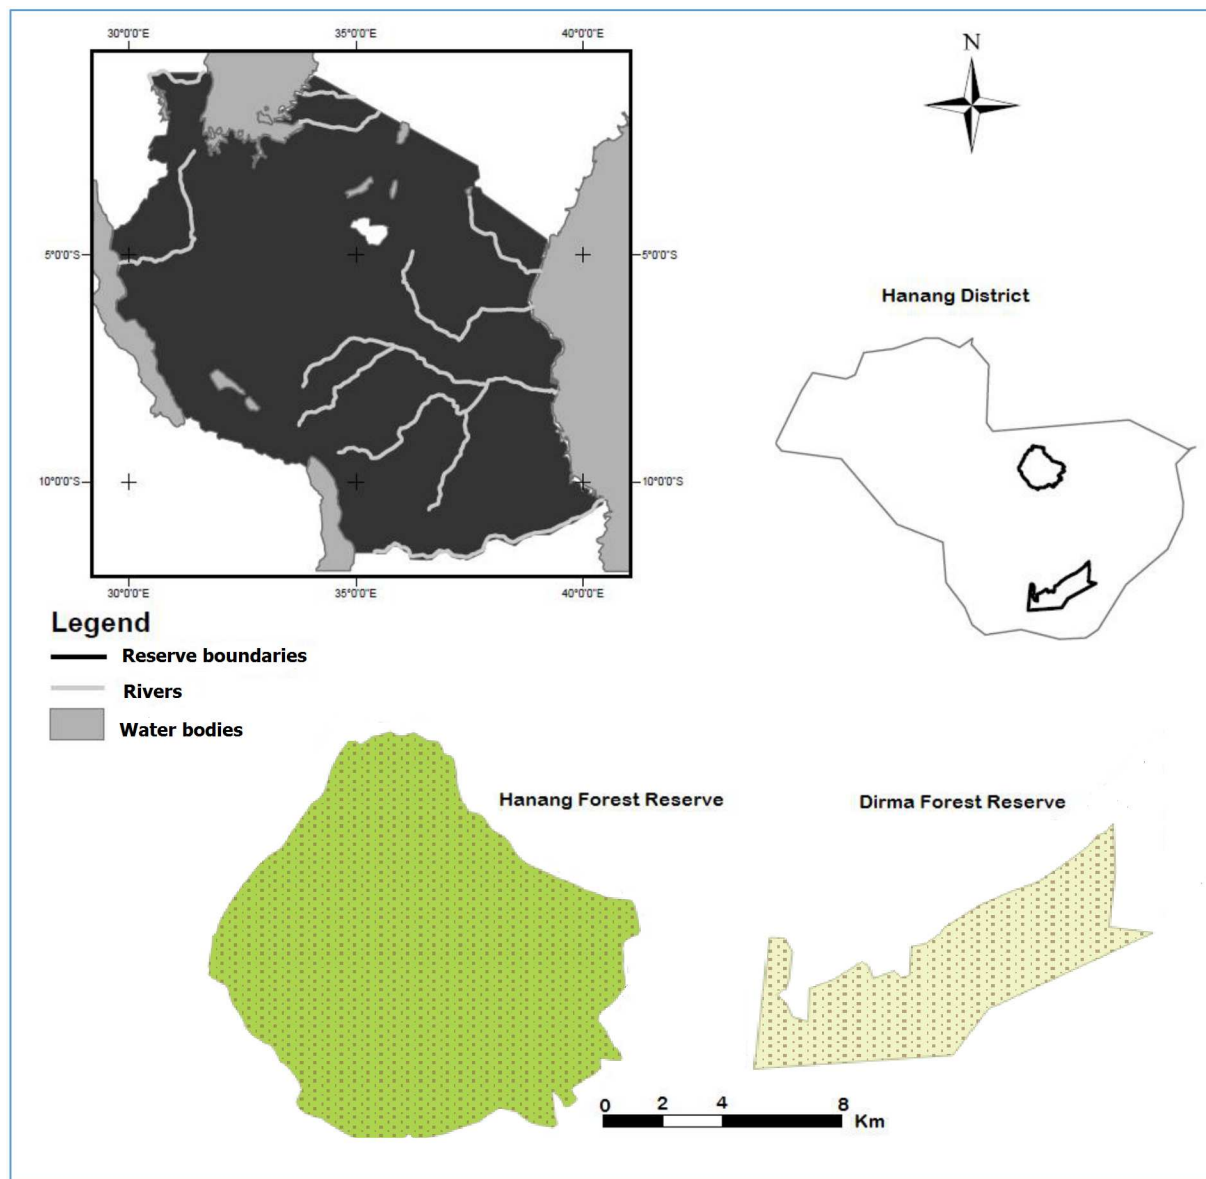 30°0'0"E 35°0'0"E 40°0'0"E
N
5°0'0"S 5°0'0"S
Hanang District
10°0'0"S 10°0'0"S
30°0'0"E 35°0'0"E 40°0'0"E
Legend
Reserve boundaries
Rivers
Water bodies
Hanang Forest Reserve Dirma Forest Reserve
0 2 4 8
Km